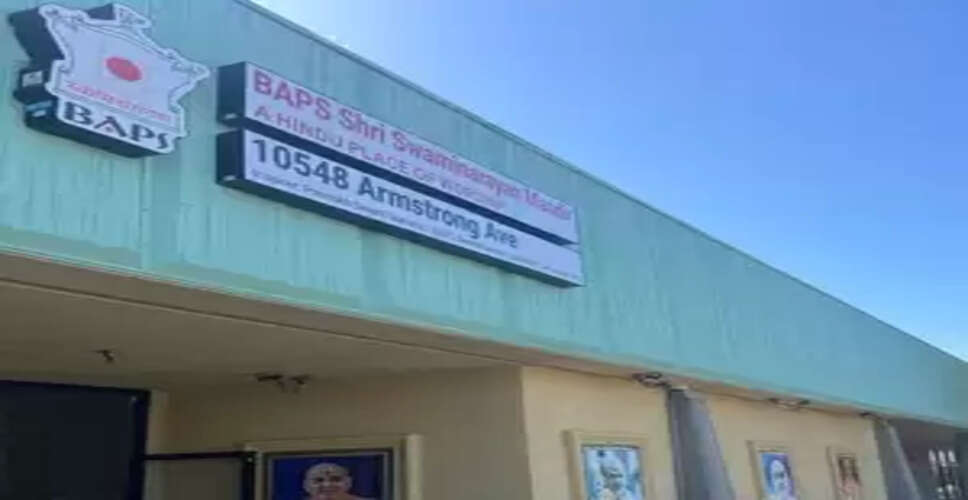 BAPS
BAPS Shri Swaminarayan Mandir
A HINDU PLACE OF WORSHIP
10548 Armstrong Ave